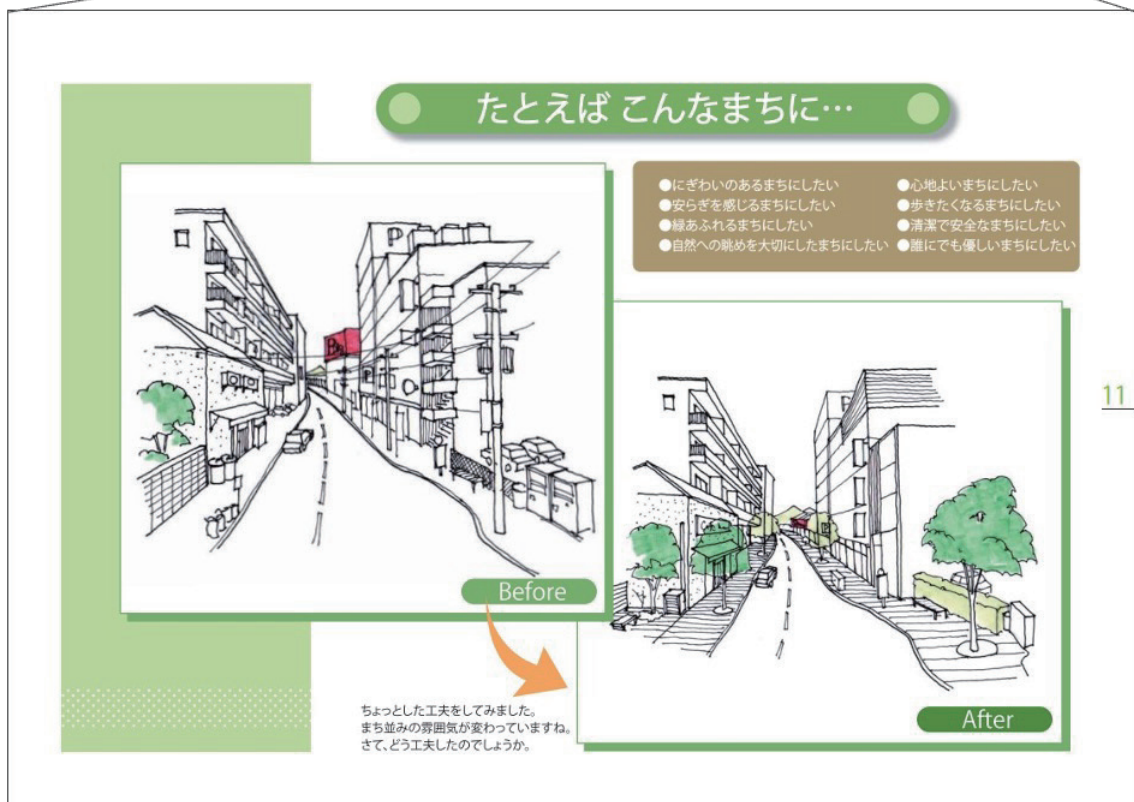 たとえば こんなまちに…
●にぎわいのあるまちにしたい
●安らぎを感じるまちにしたい
●緑あふれるまちにしたい
●自然への眺めを大切にしたまちにしたい
●心地よいまちにしたい
●歩きたくなるまちにしたい
●清潔で安全なまちにしたい
●誰にでも優しいまちにしたい
P
P
Before
11
After
ちょっとした工夫をしてみました。
まち並みの雰囲気が変わっていますね。
さて、どう工夫したのでしょうか。